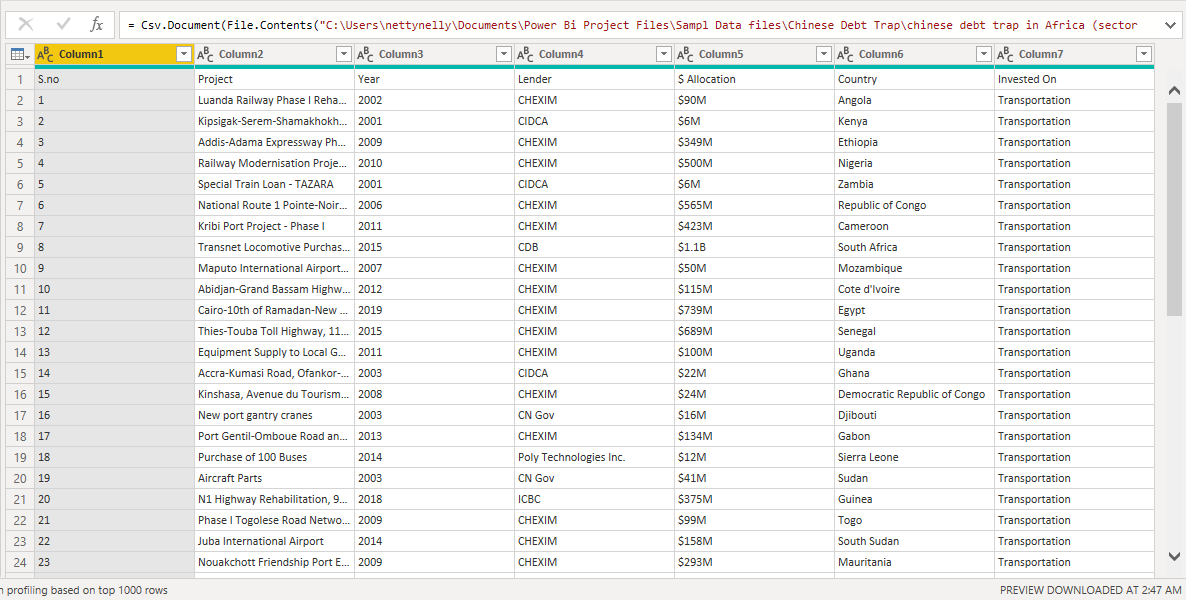 fx = Csv.Document(File.Contents("C:\Users\nettynelly\Documents\Power Bi Project Files\Sampl Data files\Chinese Debt Trap\chinese debt trap in Africa (sector
ABC Column1 ABC Column2 ABC Column3 ABC Column4 ABC Column5 ABC Column6 ABC Column7
1 S.no Project Year Lender $ Allocation Country Invested On
2 1 Luanda Railway Phase I Reha... 2002 CHEXIM $90M Angola Transportation
3 2 Kipsigak-Serem-Shamakhokh... 2001 CIDCA $6M Kenya Transportation
4 3 Addis-Adama Expressway Ph... 2009 CHEXIM $349M Ethiopia Transportation
5 4 Railway Modernisation Proje... 2010 CHEXIM $500M Nigeria Transportation
6 5 Special Train Loan - TAZARA 2001 CIDCA $6M Zambia Transportation
7 6 National Route 1 Pointe-Noir... 2006 CHEXIM $565M Republic of Congo Transportation
8 7 Kribi Port Project - Phase I 2011 CHEXIM $423M Cameroon Transportation
9 8 Transnet Locomotive Purchas... 2015 CDB $1.1B South Africa Transportation
10 9 Maputo International Airport... 2007 CHEXIM $50M Mozambique Transportation
11 10 Abidjan-Grand Bassam Highw... 2012 CHEXIM $115M Cote d'Ivoire Transportation
12 11 Cairo-10th of Ramadan-New ... 2019 CHEXIM $739M Egypt Transportation
13 12 Thies-Touba Toll Highway, 11... 2015 CHEXIM $689M Senegal Transportation
14 13 Equipment Supply to Local G... 2011 CHEXIM $100M Uganda Transportation
15 14 Accra-Kumasi Road, Ofankor-... 2003 CIDCA $22M Ghana Transportation
16 15 Kinshasa, Avenue du Tourism... 2008 CHEXIM $24M Democratic Republic of Congo Transportation
17 16 New port gantry cranes 2003 CN Gov $16M Djibouti Transportation
18 17 Port Gentil-Omboue Road an... 2013 CHEXIM $134M Gabon Transportation
19 18 Purchase of 100 Buses 2014 Poly Technologies Inc. $12M Sierra Leone Transportation
20 19 Aircraft Parts 2003 CN Gov $41M Sudan Transportation
21 20 N1 Highway Rehabilitation, 9... 2018 ICBC $375M Guinea Transportation
22 21 Phase I Togolese Road Netwo... 2009 CHEXIM $99M Togo Transportation
23 22 Juba International Airport 2014 CHEXIM $158M South Sudan Transportation
24 23 Nouakchott Friendship Port E... 2009 CHEXIM $293M Mauritania Transportation
n profiling based on top 1000 rows PREVIEW DOWNLOADED AT 2:47 AM